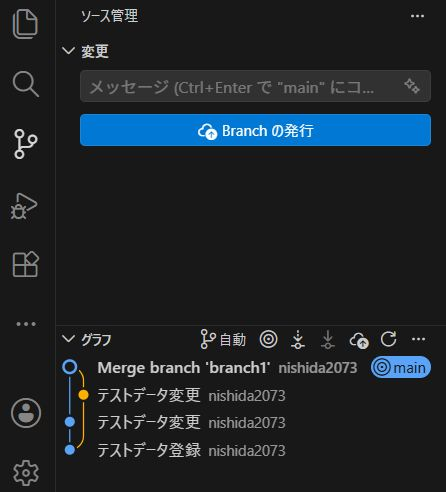 ソース管理
変更
メッセージ (Ctrl+Enter で "main" にコ...
Branch の発行
グラフ 自動
Merge branch 'branch1' nishida2073 main
テストデータ変更 nishida2073
テストデータ変更 nishida2073
テストデータ登録 nishida2073